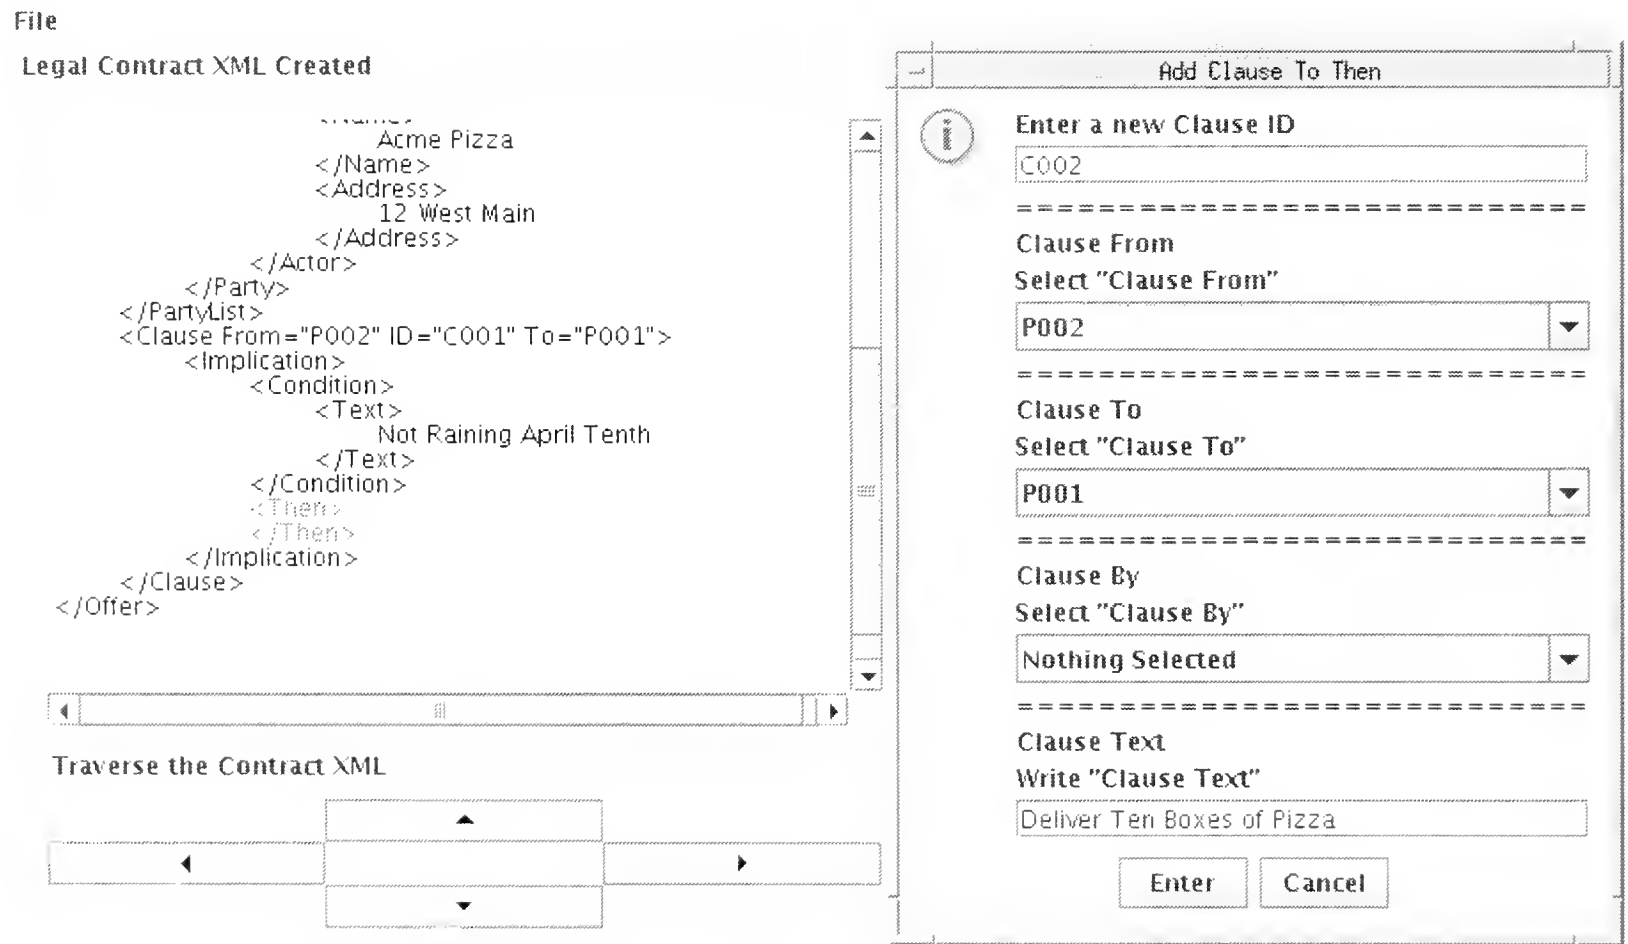 File
Legal Contract XML Created
Acme Pizza
</Name>
<Address>
12 West Main
</Address>
</Actor>
</Party>
</PartyList>
<Clause From="P002" ID="C001" To="P001">
<Implication>
<Condition>
<Text>
Not Raining April Tenth
</Text>
</Condition>
<Then>
</Then>
</Implication>
</Clause>
</Offer>
Traverse the Contract XML
Add Clause To Then
Enter a new Clause ID
C002
============================
Clause From
Select "Clause From"
P002
============================
Clause To
Select "Clause To"
P001
============================
Clause By
Select "Clause By"
Nothing Selected
============================
Clause Text
Write "Clause Text"
Deliver Ten Boxes of Pizza
Enter Cancel